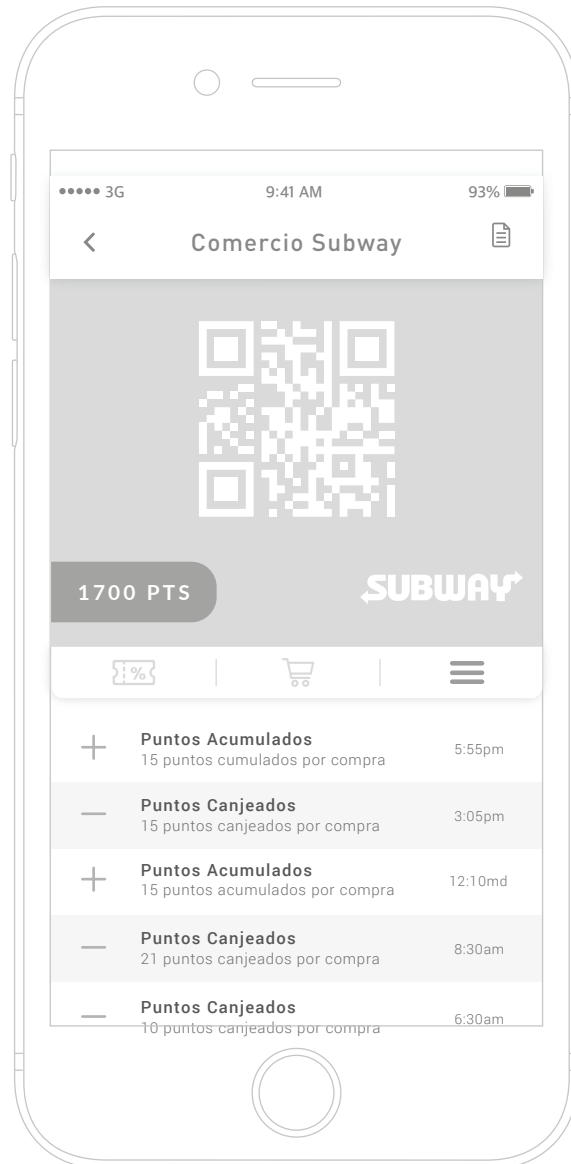 3G 9:41 AM 93%
Comercio Subway
1700 PTS SUBWAY
%
Puntos Acumulados
15 puntos cumulados por compra
5:55pm
Puntos Canjeados
15 puntos canjeados por compra
3:05pm
Puntos Acumulados
15 puntos acumulados por compra
12:10md
Puntos Canjeados
21 puntos canjeados por compra
8:30am
Puntos Canjeados
10 puntos canjeados por compra
6:30am